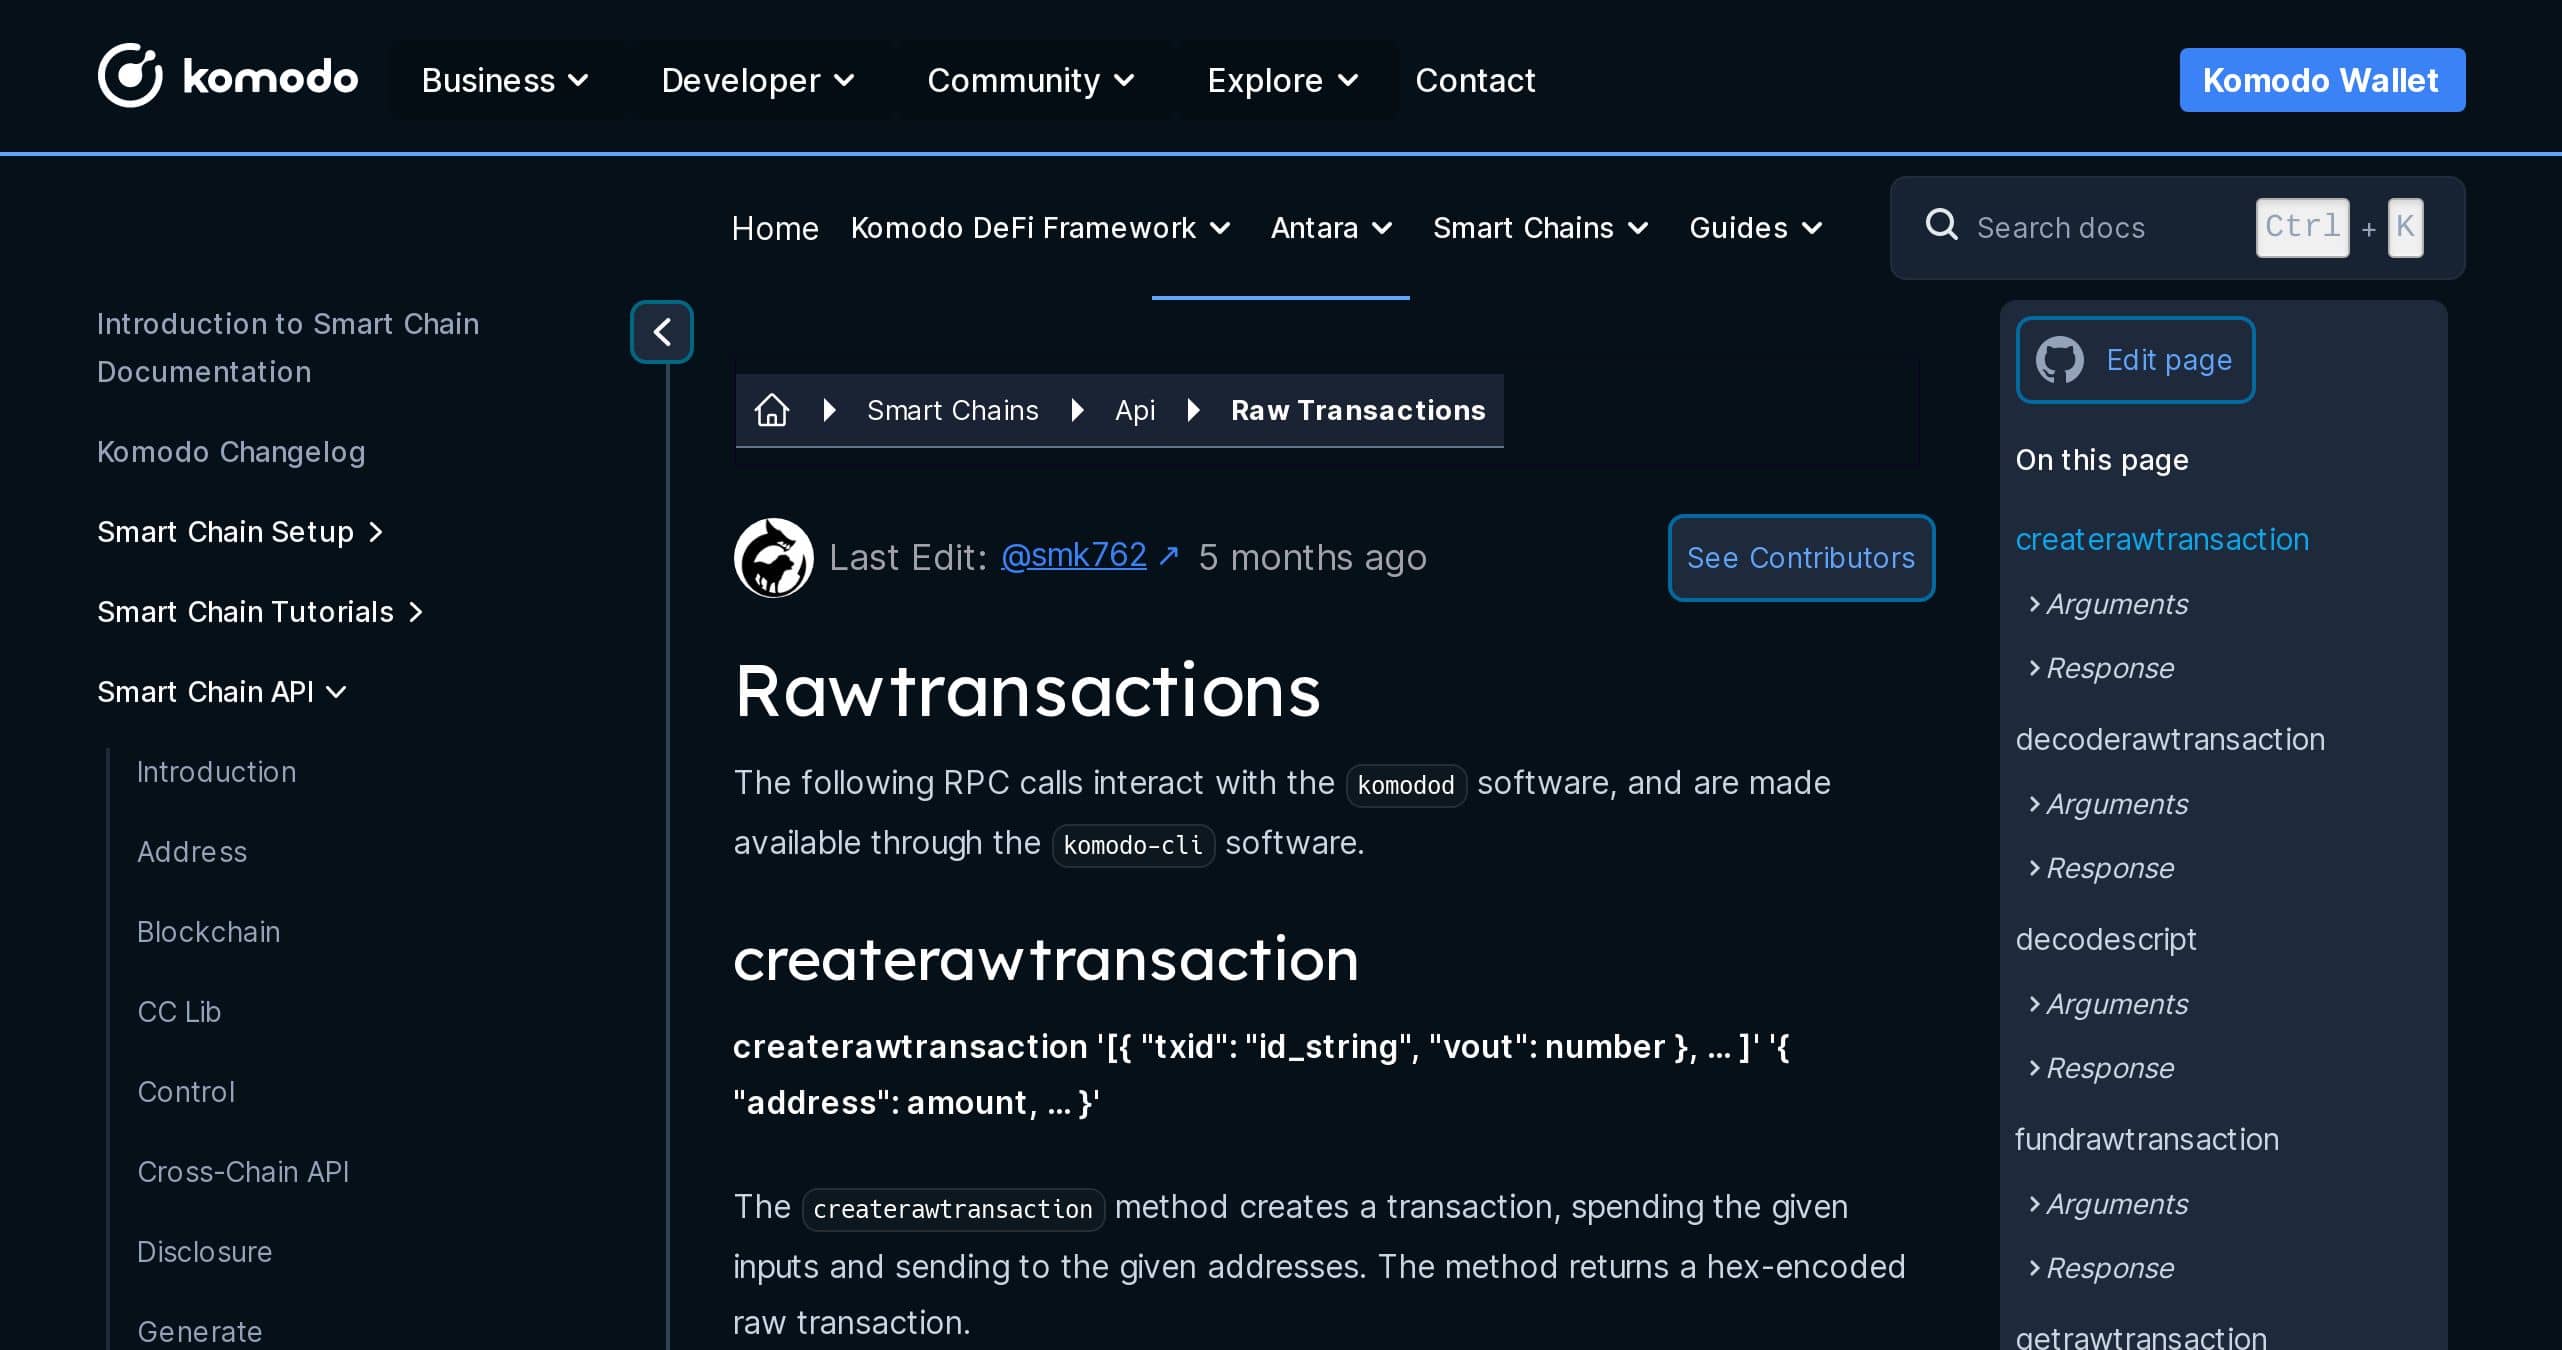 komodo Business Developer Community Explore Contact Komodo Wallet
Home Komodo DeFi Framework Antara Smart Chains Guides Search docs Ctrl + K
Introduction to Smart Chain
Documentation
Komodo Changelog
Smart Chain Setup
Smart Chain Tutorials
Smart Chain API
Introduction
Address
Blockchain
CC Lib
Control
Cross-Chain API
Disclosure
Generate
Smart Chains Api Raw Transactions
Last Edit: @smk762 ↗ 5 months ago See Contributors
Rawtransactions
The following RPC calls interact with the komodod software, and are made
available through the komodo-cli software.
createrawtransaction
createrawtransaction '[{ "txid": "id_string", "vout": number }, ... ]' '{
"address": amount, ... }'
The createrawtransaction method creates a transaction, spending the given
inputs and sending to the given addresses. The method returns a hex-encoded
raw transaction.
Edit page
On this page
createrawtransaction
Arguments
Response
decoderawtransaction
Arguments
Response
decodescript
Arguments
Response
fundrawtransaction
Arguments
Response
getrawtransaction